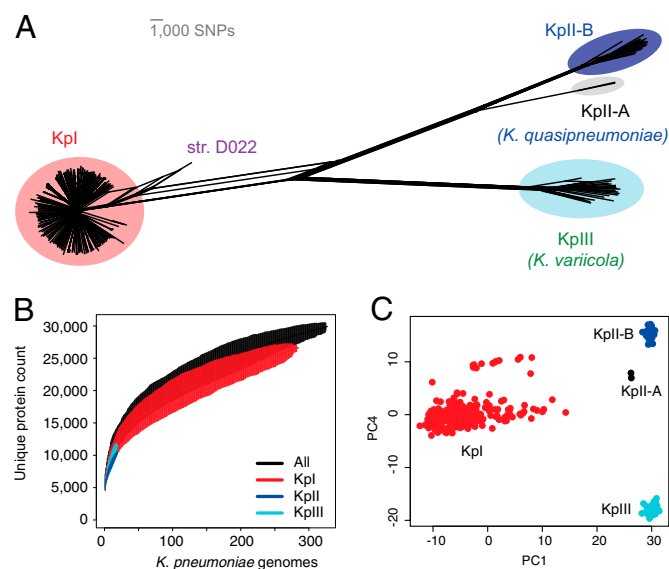 A
1,000 SNPs
KpII-B
KpII-A
(K. quasipneumoniae)
KpI
str. D022
KpIII
(K. variicola)
B
30,000
25,000
20,000
15,000
10,000
5,000
0
Unique protein count
0
100
200
300
K. pneumoniae genomes
All
KpI
KpII
KpIII
C
10
0
-10
-20
PC4
-10
0
10
20
30
PC1
KpII-B
KpII-A
KpI
KpIII